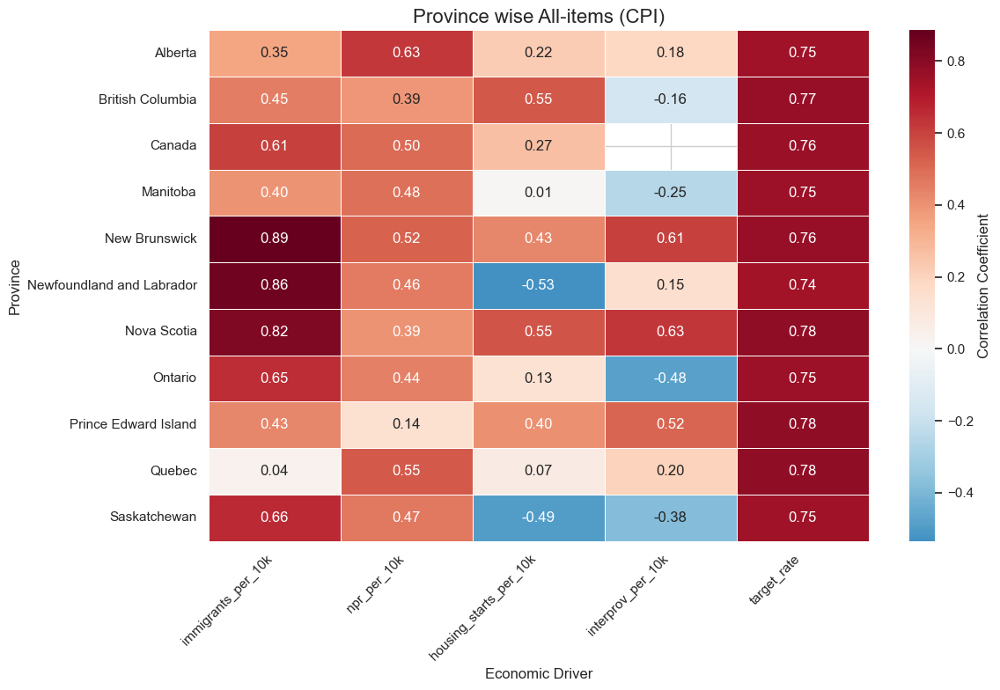 Province wise All-items (CPI)
Alberta 0.35 0.63 0.22 0.18 0.75
British Columbia 0.45 0.39 0.55 -0.16 0.77
Canada 0.61 0.50 0.27 0.76
Manitoba 0.40 0.48 0.01 -0.25 0.75
New Brunswick 0.89 0.52 0.43 0.61 0.76
Newfoundland and Labrador 0.86 0.46 -0.53 0.15 0.74
Nova Scotia 0.82 0.39 0.55 0.63 0.78
Ontario 0.65 0.44 0.13 -0.48 0.75
Prince Edward Island 0.43 0.14 0.40 0.52 0.78
Quebec 0.04 0.55 0.07 0.20 0.78
Saskatchewan 0.66 0.47 -0.49 -0.38 0.75
Province
immigrants_per_10k npr_per_10k housing_starts_per_10k interprov_per_10k target_rate
Economic Driver
0.8
0.6
0.4
0.2
0.0
−0.2
−0.4
Correlation Coefficient